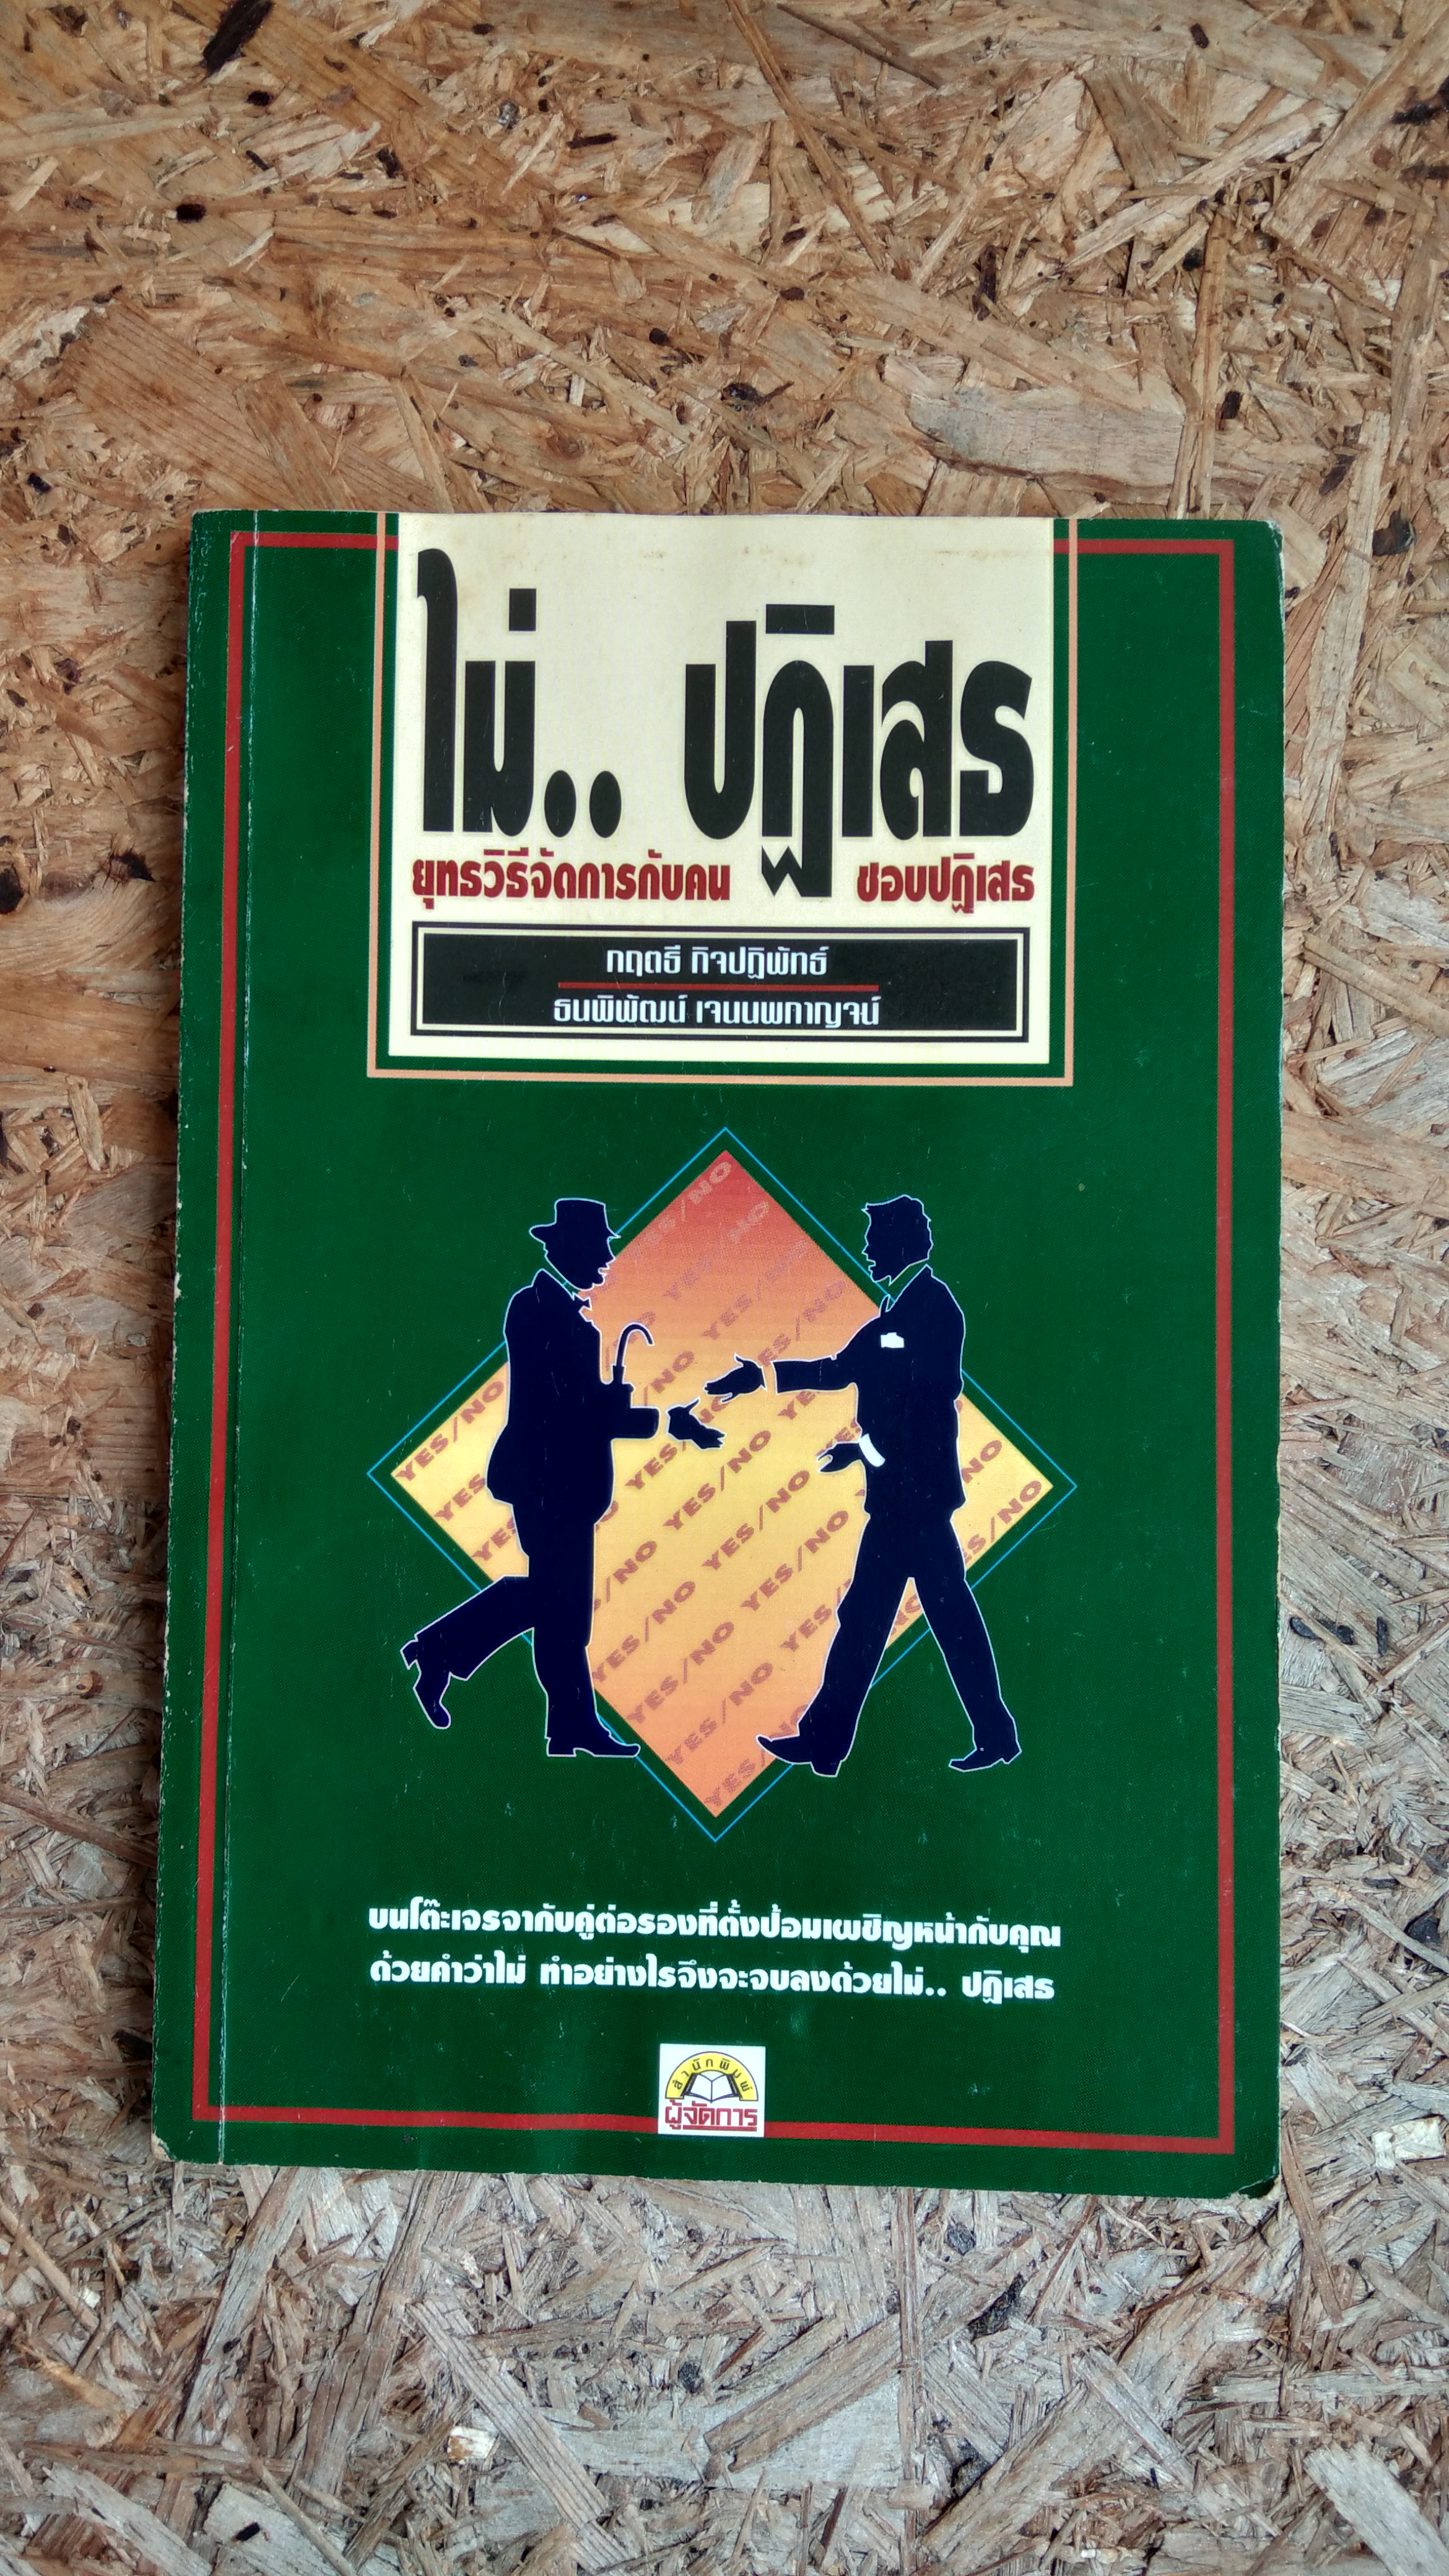 ไม่.. ปฏิเสธ
ยุทธวิธีจัดการกับคน ชอบปฏิเสธ
กฤตธี กิจปฏิพัทธ์
ธนพิพัฒน์ เจนนพกาญจน์
YES/NO YES/NO YES/NO YES/NO YES/NO
บนโต๊ะเจรจากับคู่ต่อรองที่ตั้งป้อมเผชิญหน้ากับคุณ
ด้วยคำว่าไม่ ทำอย่างไรจึงจะจบลงด้วยไม่.. ปฏิเสธ
สำนักพิมพ์
ผู้จัดการ